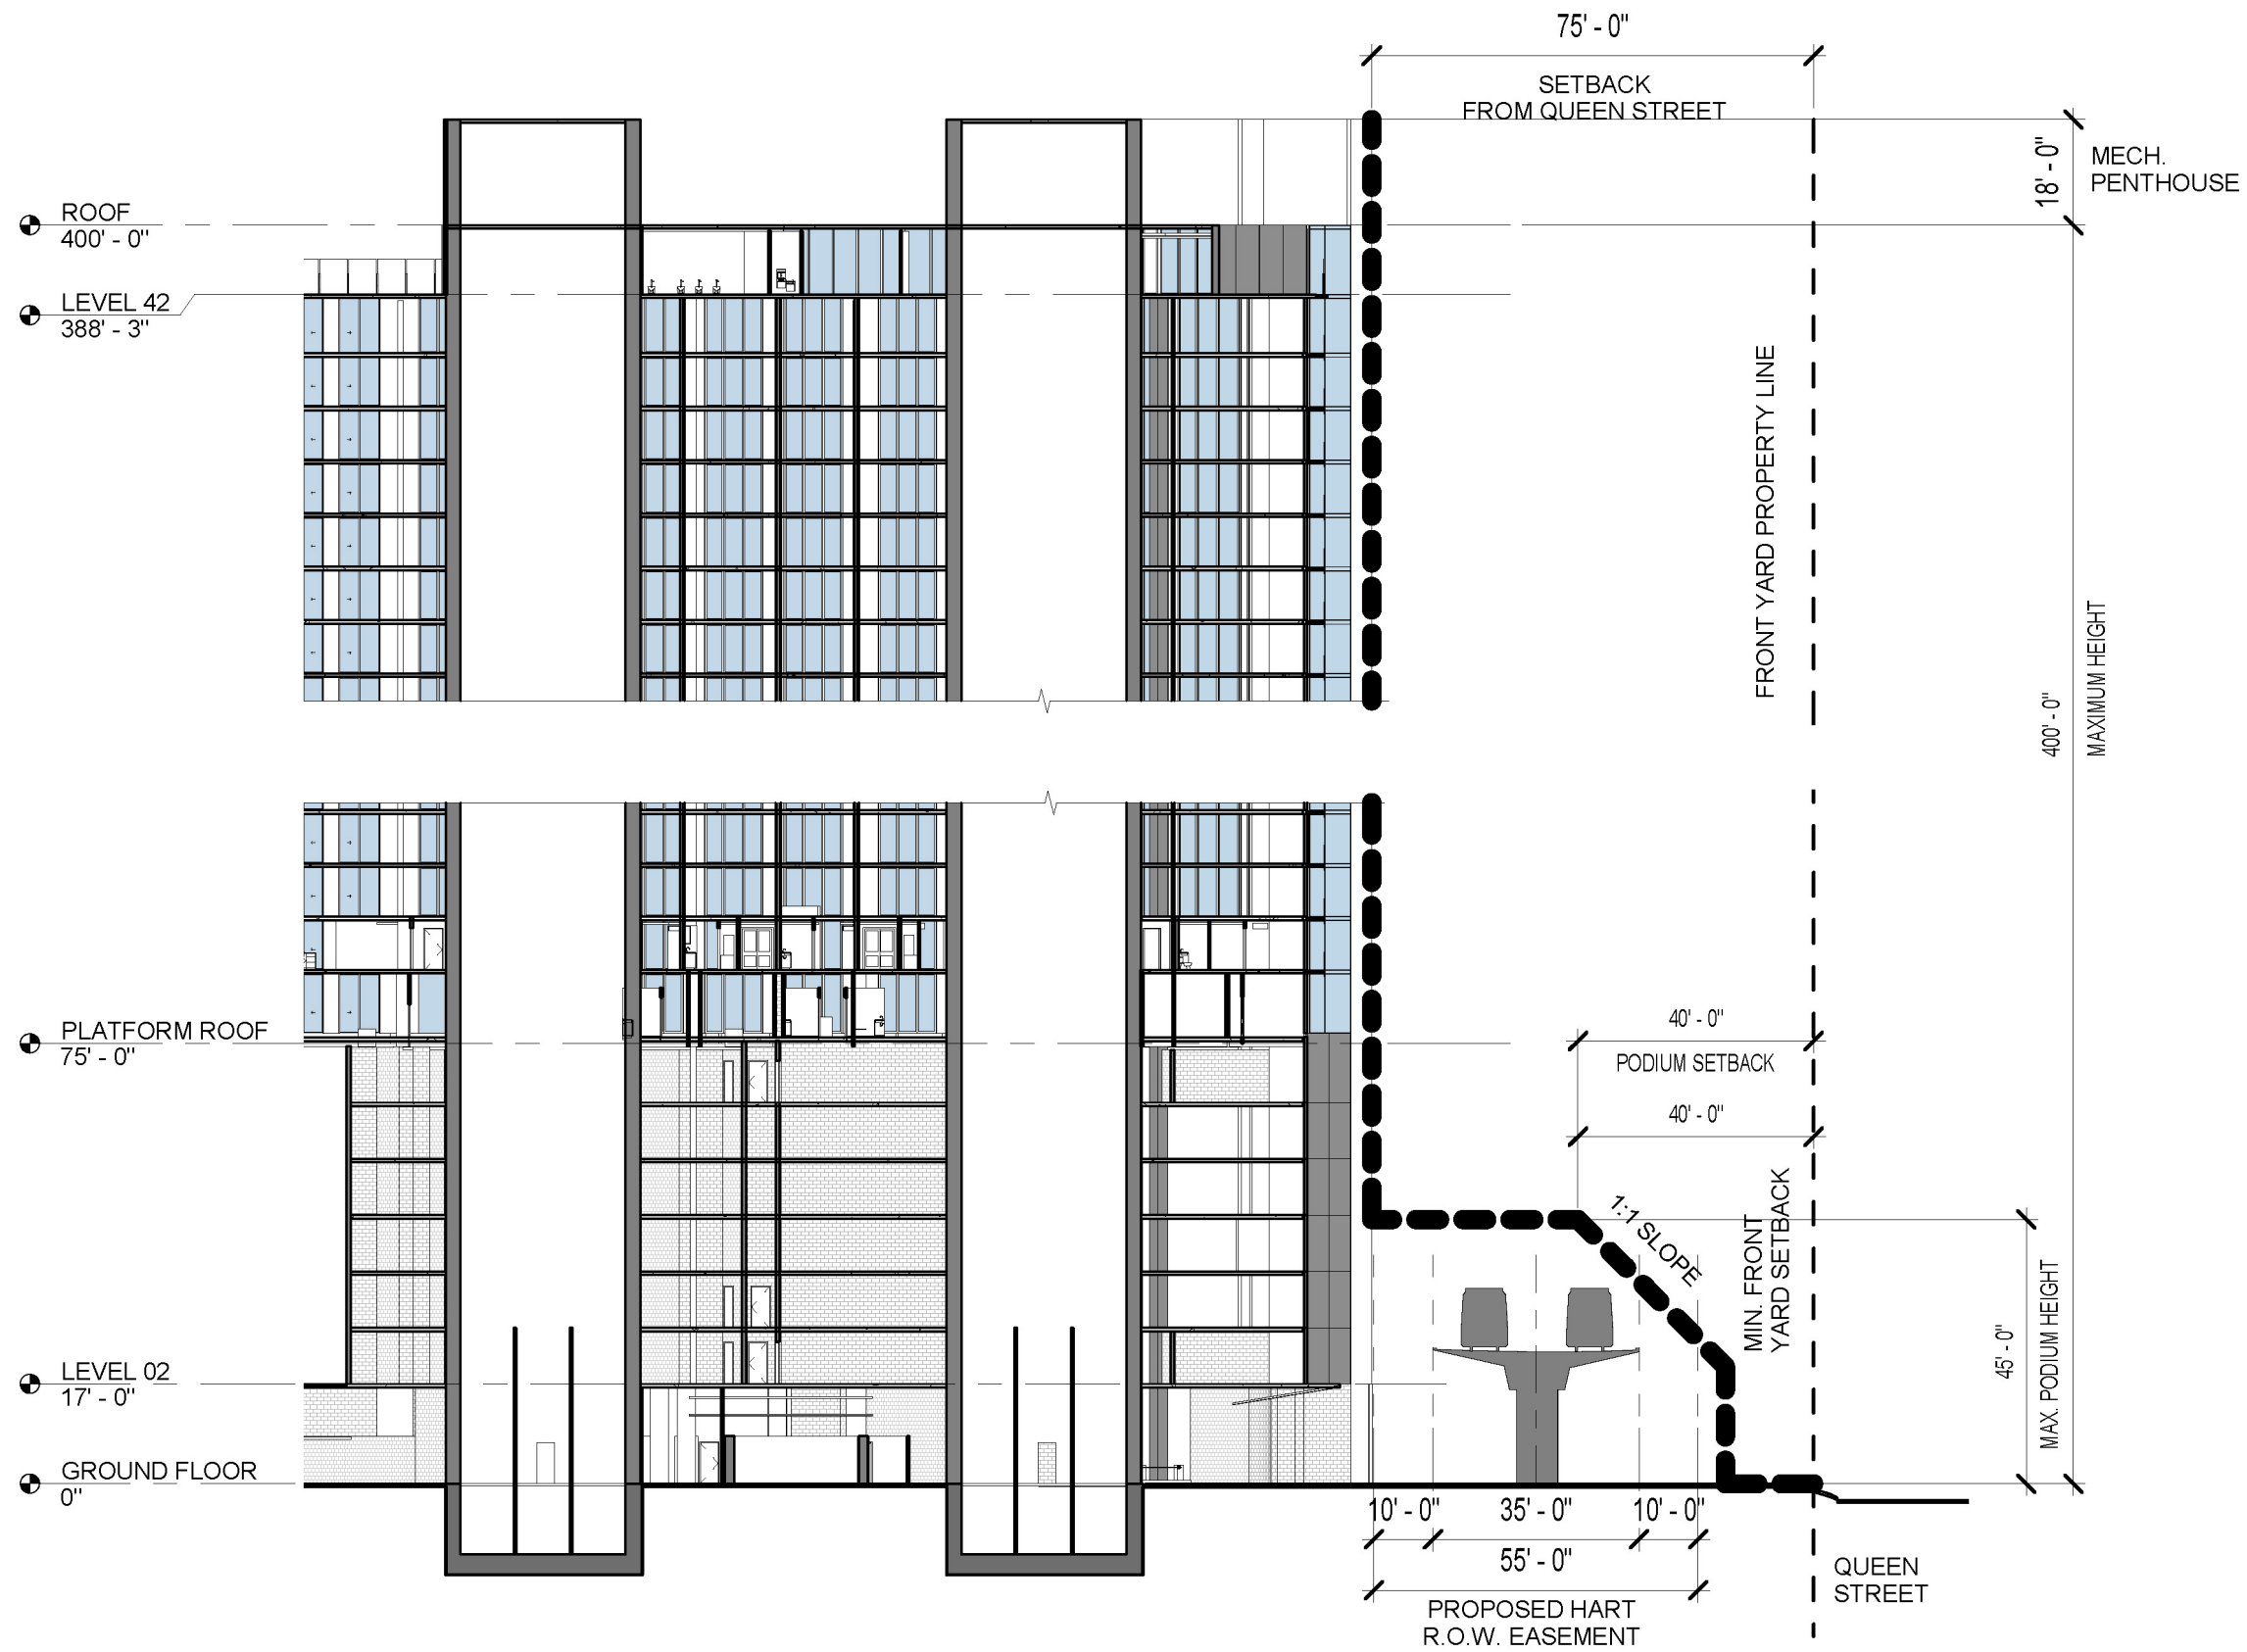 75' - 0"
SETBACK
FROM QUEEN STREET
18' - 0"
MECH.
PENTHOUSE
ROOF
400' - 0"
LEVEL 42
388' - 3"
FRONT YARD PROPERTY LINE
400' - 0"
MAXIMUM HEIGHT
PLATFORM ROOF
75' - 0"
40' - 0"
PODIUM SETBACK
40' - 0"
1:1 SLOPE
MIN. FRONT
YARD SETBACK
45' - 0"
MAX. PODIUM HEIGHT
LEVEL 02
17' - 0"
GROUND FLOOR
0"
10' - 0"
35' - 0"
10' - 0"
55' - 0"
PROPOSED HART
R.O.W. EASEMENT
QUEEN
STREET